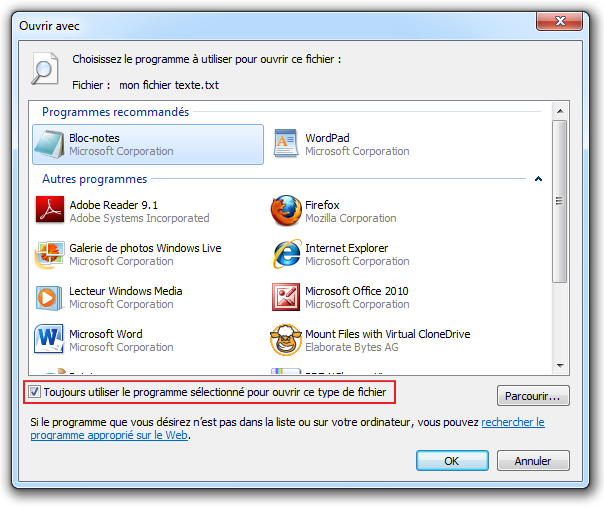 Ouvrir avec
Choisissez le programme à utiliser pour ouvrir ce fichier :
Fichier : mon fichier texte.txt
Programmes recommandés
Bloc-notes
Microsoft Corporation
WordPad
Microsoft Corporation
Autres programmes
Adobe Reader 9.1
Adobe Systems Incorporated
Firefox
Mozilla Corporation
Galerie de photos Windows Live
Microsoft Corporation
Internet Explorer
Microsoft Corporation
Lecteur Windows Media
Microsoft Corporation
Microsoft Office 2010
Microsoft Corporation
Microsoft Word
Microsoft Corporation
Mount Files with Virtual CloneDrive
Elaborate Bytes AG
Toujours utiliser le programme sélectionné pour ouvrir ce type de fichier
Parcourir...
Si le programme que vous désirez n'est pas dans la liste ou sur votre ordinateur, vous pouvez rechercher le
programme approprié sur le Web.
OK
Annuler